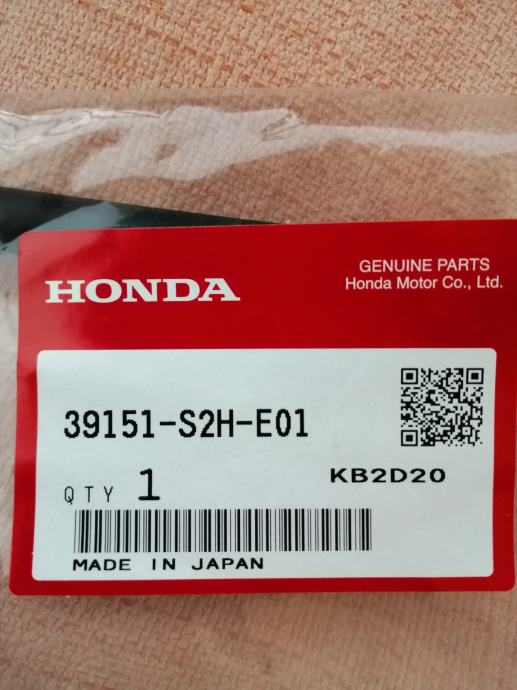 HONDA
GENUINE PARTS
Honda Motor Co., Ltd.
39151-S2H-E01
KB2D20
QTY 1
MADE IN JAPAN